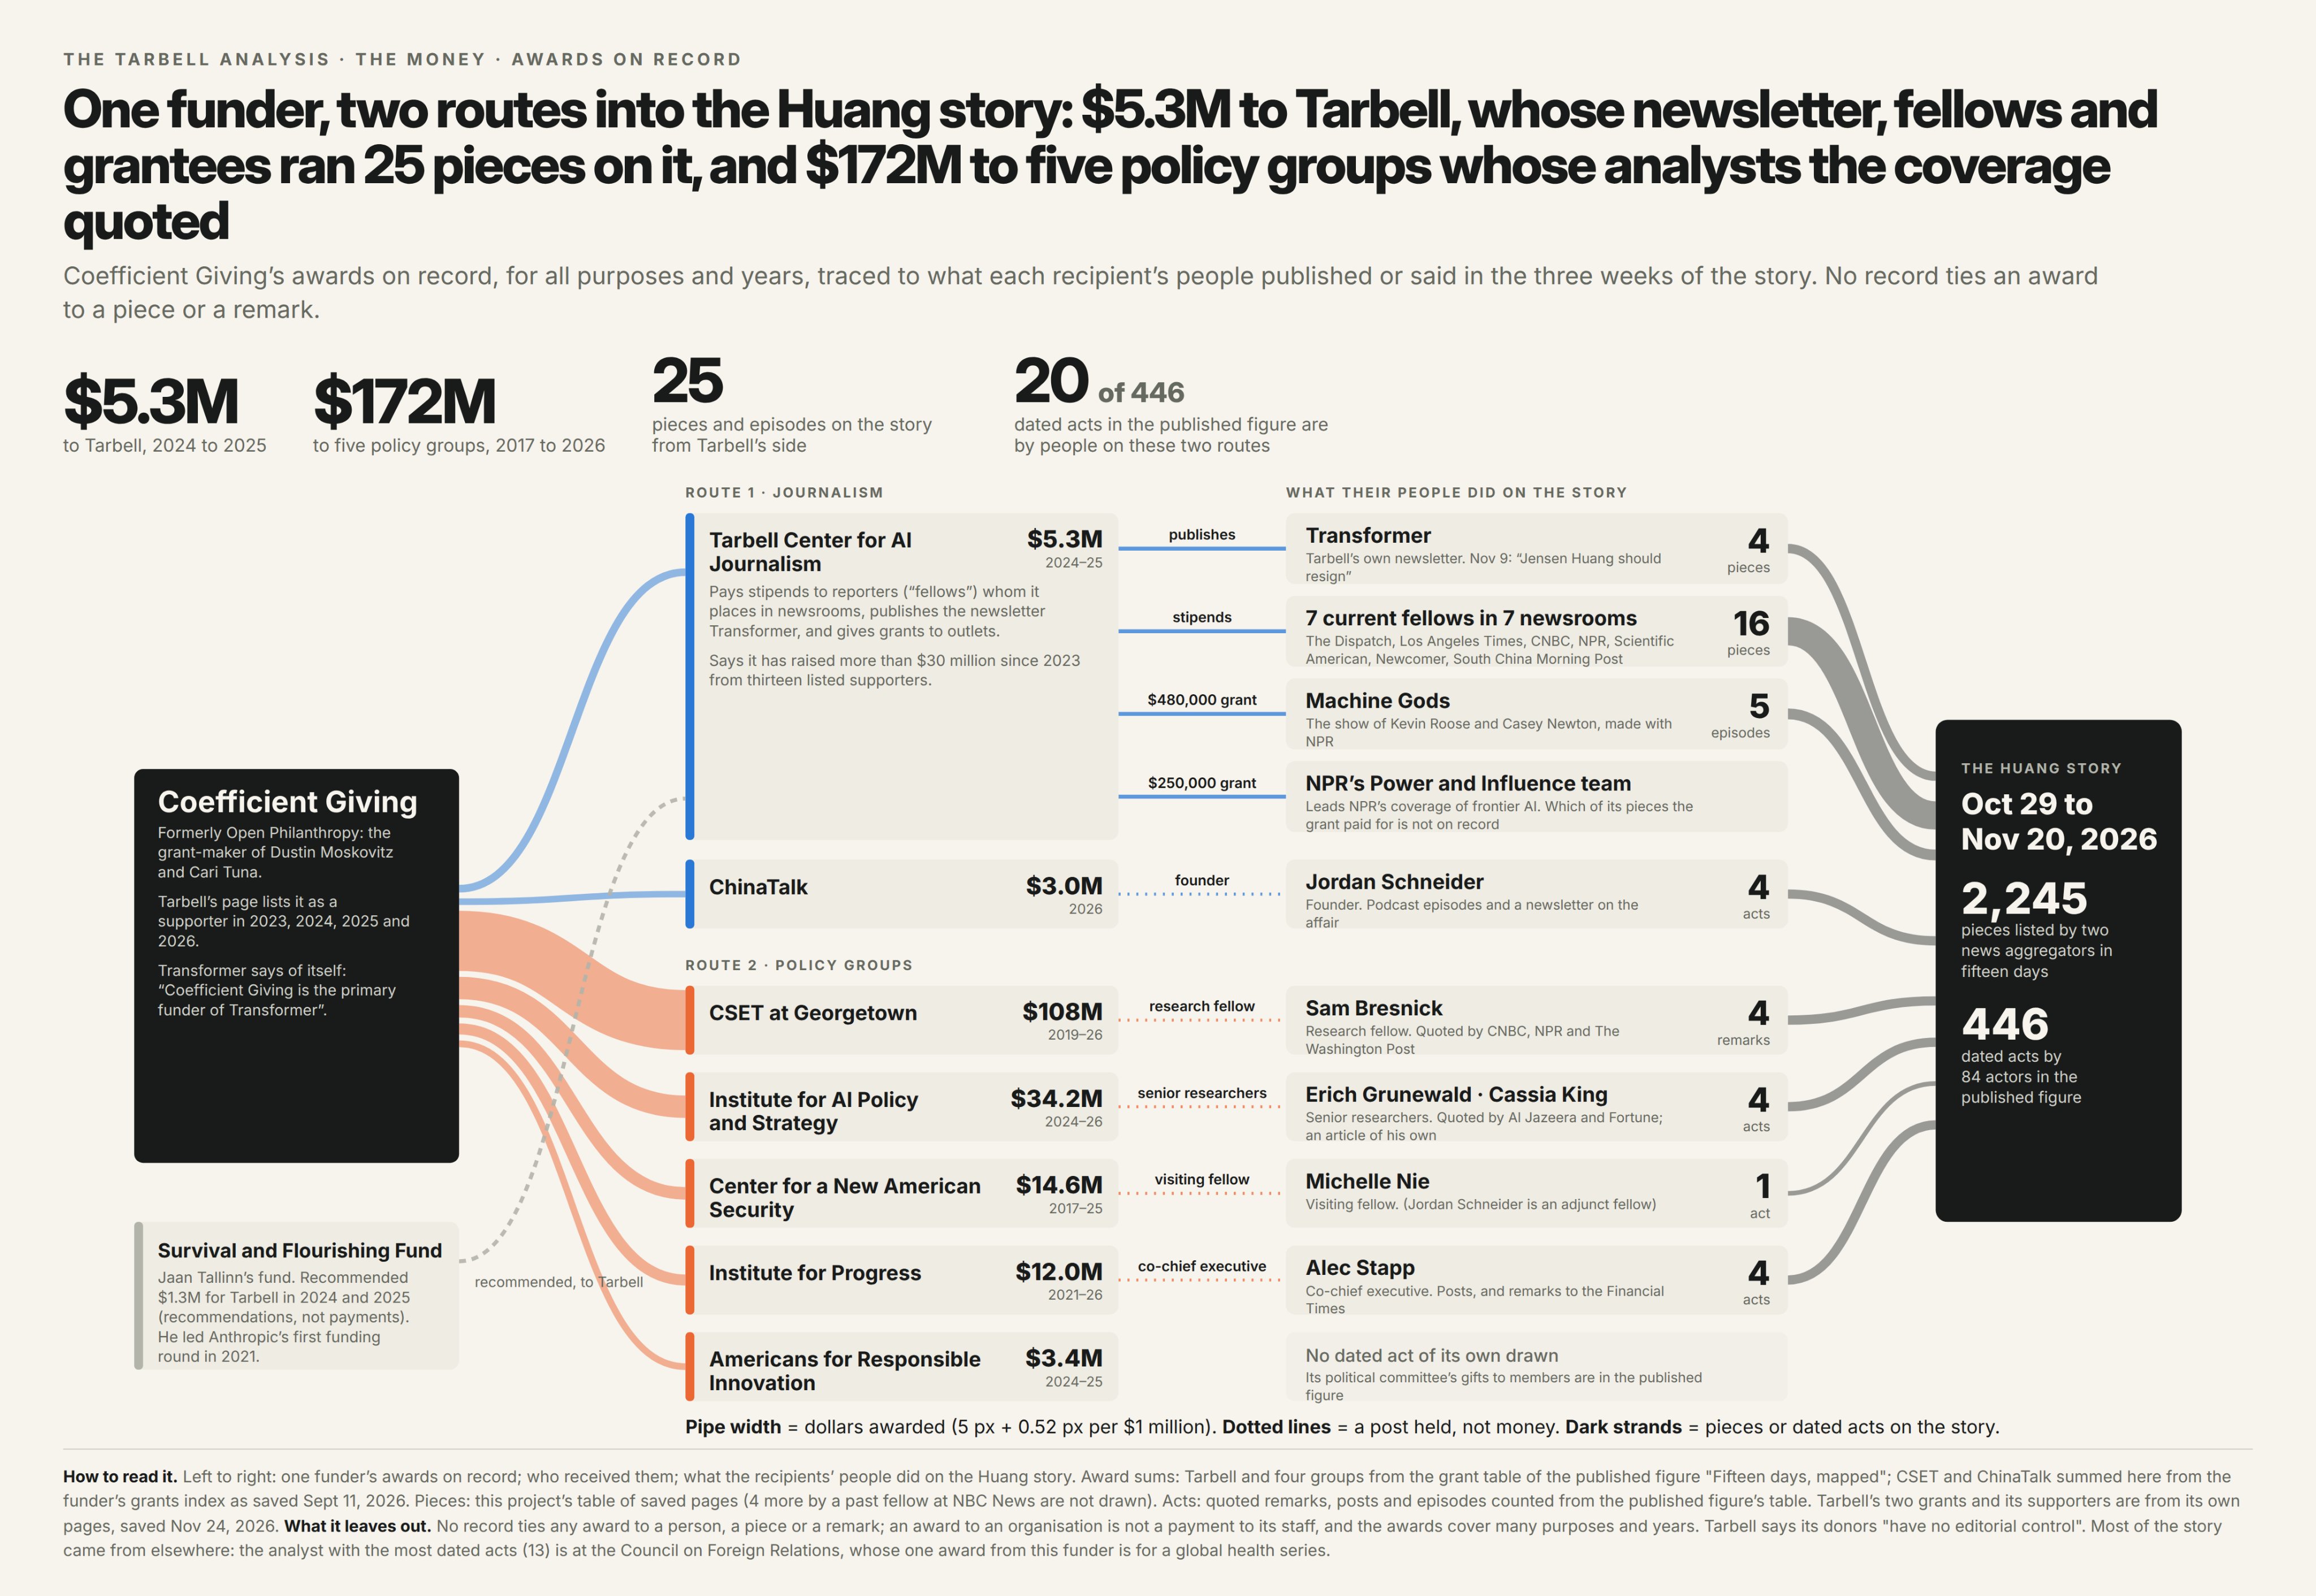 THE TARBELL ANALYSIS · THE MONEY · AWARDS ON RECORD
One funder, two routes into the Huang story: $5.3M to Tarbell, whose newsletter, fellows and
grantees ran 25 pieces on it, and $172M to five policy groups whose analysts the coverage
quoted
Coefficient Giving’s awards on record, for all purposes and years, traced to what each recipient’s people published or said in the three weeks of the story. No record ties an award
to a piece or a remark.
$5.3M
to Tarbell, 2024 to 2025
$172M
to five policy groups, 2017 to 2026
25
pieces and episodes on the story
from Tarbell’s side
20 of 446
dated acts in the published figure are
by people on these two routes
Coefficient Giving
Formerly Open Philanthropy: the
grant-maker of Dustin Moskovitz
and Cari Tuna.
Tarbell’s page lists it as a
supporter in 2023, 2024, 2025 and
2026.
Transformer says of itself:
“Coefficient Giving is the primary
funder of Transformer”.
Survival and Flourishing Fund
Jaan Tallinn’s fund. Recommended
$1.3M for Tarbell in 2024 and 2025
(recommendations, not payments).
He led Anthropic’s first funding
round in 2021.
recommended, to Tarbell
ROUTE 1 · JOURNALISM
Tarbell Center for AI
Journalism
$5.3M
2024–25
Pays stipends to reporters (“fellows”) whom it
places in newsrooms, publishes the newsletter
Transformer, and gives grants to outlets.
Says it has raised more than $30 million since 2023
from thirteen listed supporters.
ChinaTalk
$3.0M
2026
ROUTE 2 · POLICY GROUPS
CSET at Georgetown
$108M
2019–26
Institute for AI Policy
and Strategy
$34.2M
2024–26
Center for a New American
Security
$14.6M
2017–25
Institute for Progress
$12.0M
2021–26
Americans for Responsible
Innovation
$3.4M
2024–25
publishes
stipends
$480,000 grant
$250,000 grant
founder
research fellow
senior researchers
visiting fellow
co-chief executive
WHAT THEIR PEOPLE DID ON THE STORY
Transformer
Tarbell’s own newsletter. Nov 9: “Jensen Huang should
resign”
4
pieces
7 current fellows in 7 newsrooms
The Dispatch, Los Angeles Times, CNBC, NPR, Scientific
American, Newcomer, South China Morning Post
16
pieces
Machine Gods
The show of Kevin Roose and Casey Newton, made with
NPR
5
episodes
NPR’s Power and Influence team
Leads NPR’s coverage of frontier AI. Which of its pieces the
grant paid for is not on record
Jordan Schneider
Founder. Podcast episodes and a newsletter on the
affair
4
acts
Sam Bresnick
Research fellow. Quoted by CNBC, NPR and The
Washington Post
4
remarks
Erich Grunewald · Cassia King
Senior researchers. Quoted by Al Jazeera and Fortune;
an article of his own
4
acts
Michelle Nie
Visiting fellow. (Jordan Schneider is an adjunct fellow)
1
act
Alec Stapp
Co-chief executive. Posts, and remarks to the Financial
Times
4
acts
No dated act of its own drawn
Its political committee’s gifts to members are in the published
figure
THE HUANG STORY
Oct 29 to
Nov 20, 2026
2,245
pieces listed by two
news aggregators in
fifteen days
446
dated acts by
84 actors in the
published figure
Pipe width = dollars awarded (5 px + 0.52 px per $1 million). Dotted lines = a post held, not money. Dark strands = pieces or dated acts on the story.
How to read it. Left to right: one funder’s awards on record; who received them; what the recipients’ people did on the Huang story. Award sums: Tarbell and four groups from the grant table of the published figure "Fifteen days, mapped"; CSET and ChinaTalk summed here from the
funder’s grants index as saved Sept 11, 2026. Pieces: this project’s table of saved pages (4 more by a past fellow at NBC News are not drawn). Acts: quoted remarks, posts and episodes counted from the published figure’s table. Tarbell’s two grants and its supporters are from its own
pages, saved Nov 24, 2026. What it leaves out. No record ties any award to a person, a piece or a remark; an award to an organisation is not a payment to its staff, and the awards cover many purposes and years. Tarbell says its donors "have no editorial control". Most of the story
came from elsewhere: the analyst with the most dated acts (13) is at the Council on Foreign Relations, whose one award from this funder is for a global health series.